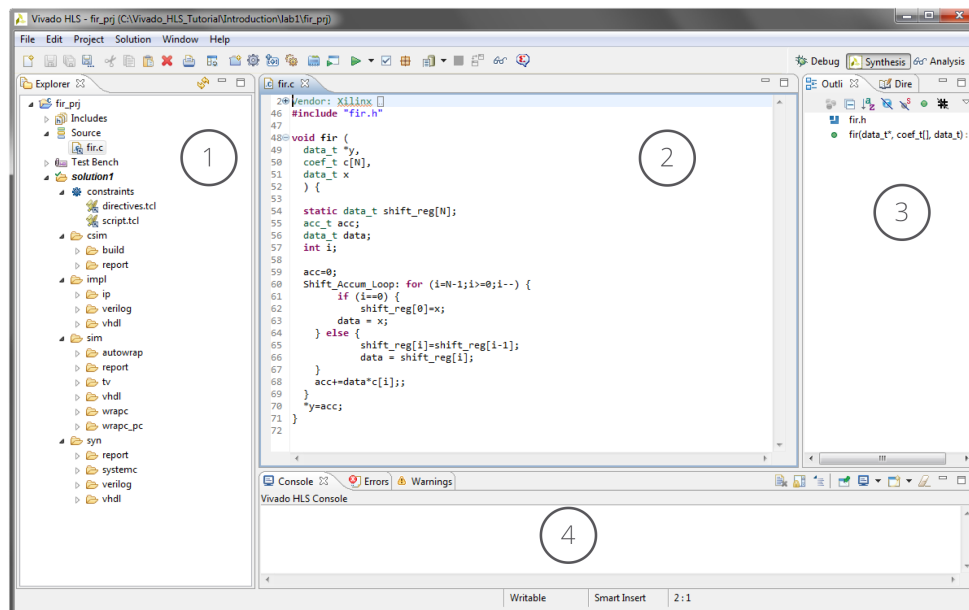 Vivado HLS - fir_prj (C:\Vivado_HLS_Tutorial\Introduction\lab1\fir_prj)
File Edit Project Solution Window Help
Debug Synthesis Analysis
Explorer
fir_prj
Includes
Source
fir.c
Test Bench
solution1
constraints
directives.tcl
script.tcl
csim
build
report
impl
ip
verilog
vhdl
sim
autowrap
report
tv
vhdl
wrapc
wrapc_pc
syn
report
systemc
verilog
vhdl
1
fir.c
2 Vendor: Xilinx
46 #include "fir.h"
47
48 void fir (
49 data_t *y,
50 coef_t c[N],
51 data_t x
52 ) {
53
54 static data_t shift_reg[N];
55 acc_t acc;
56 data_t data;
57 int i;
58
59 acc=0;
60 Shift_Accum_Loop: for (i=N-1;i>=0;i--) {
61 if (i==0) {
62 shift_reg[0]=x;
63 data = x;
64 } else {
65 shift_reg[i]=shift_reg[i-1];
66 data = shift_reg[i];
67 }
68 acc+=data*c[i];;
69 }
70 *y=acc;
71 }
72
2
Outli Dire
fir.h
fir(data_t*, coef_t[], data_t) :
3
Console Errors Warnings
Vivado HLS Console
4
Writable Smart Insert 2 : 1